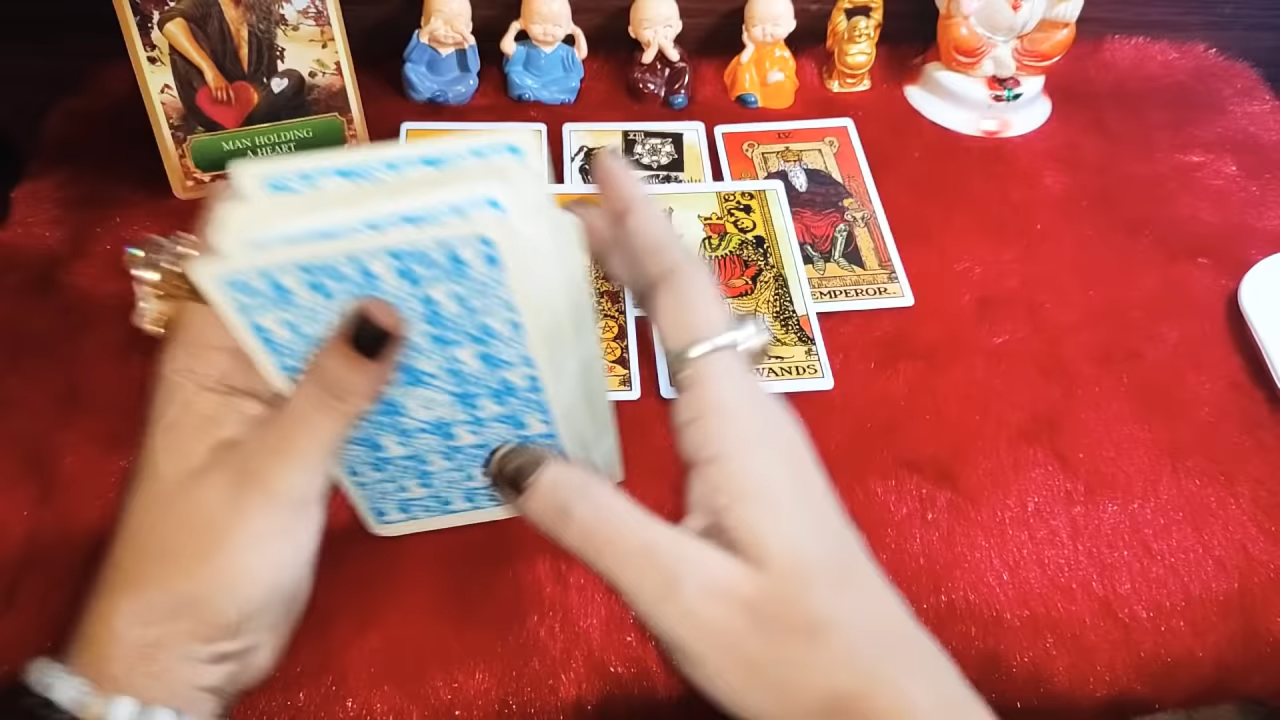 MAN HOLDING
A HEART
XIII
IV.
EMPEROR.
WANDS